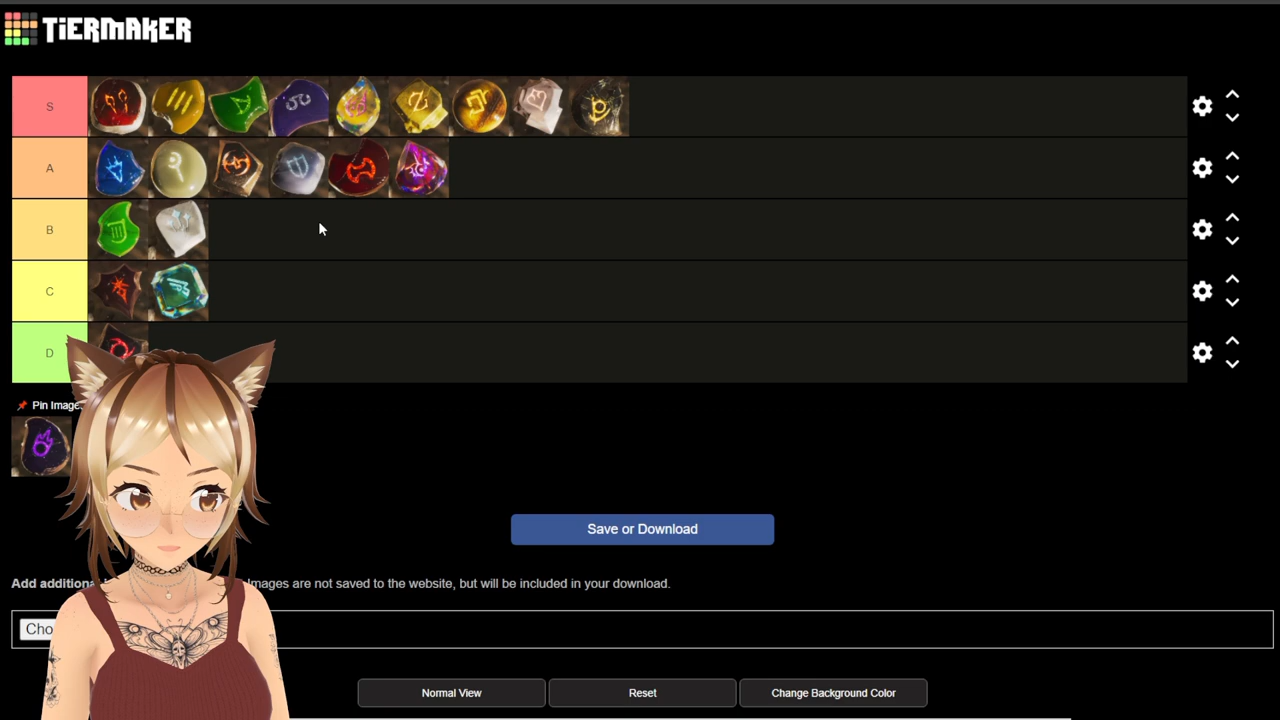 TiERMAKER
S
A
B
C
D
Pin Image
Save or Download
Add additiona mages are not saved to the website, but will be included in your download.
Cho
Normal View
Reset
Change Background Color